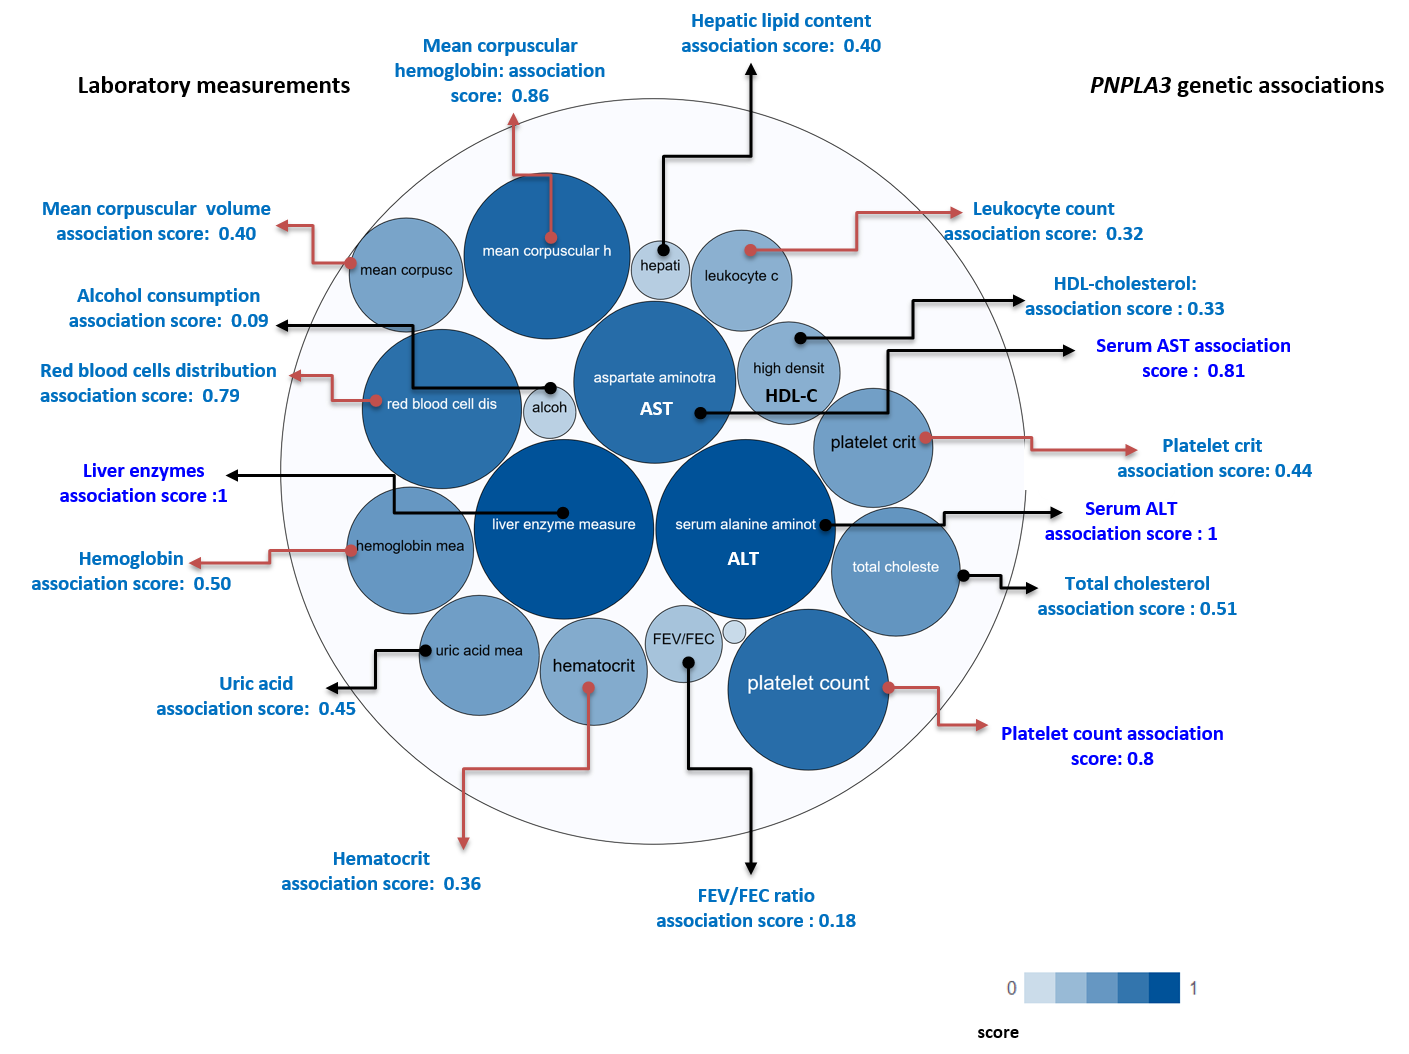 Hepatic lipid content
association score:  0.40
Mean corpuscular
hemoglobin: association
score:  0.86
Laboratory measurements
PNPLA3 genetic associations
Mean corpuscular  volume
association score:  0.40
Leukocyte count
association score:  0.32
mean corpuscular h
hepati
leukocyte c
mean corpusc
HDL-cholesterol:
association score : 0.33
Alcohol consumption
association score:  0.09
Serum AST association
score :  0.81
high densit
HDL-C
aspartate aminotra
AST
Red blood cells distribution
association score:  0.79
red blood cell dis
alcoh
platelet crit
Platelet crit
association score: 0.44
Liver enzymes
association score :1
liver enzyme measure
serum alanine aminot
ALT
Serum ALT
association score : 1
hemoglobin mea
Hemoglobin
association score:  0.50
total choleste
Total cholesterol
association score : 0.51
uric acid mea
hematocrit
FEV/FEC
platelet count
Uric acid
association score:  0.45
Platelet count association
score: 0.8
Hematocrit
association score:  0.36
FEV/FEC ratio
association score : 0.18
0
1
score